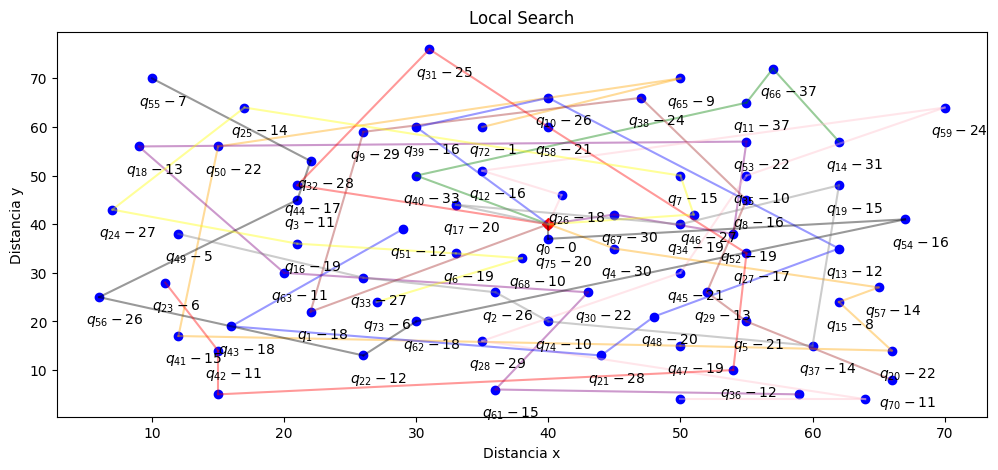 Local Search
Distancia y
70
60
50
40
30
20
10
q31 − 25
q55 − 7
q65 − 9
q66 − 37
q25 − 14
q10 − 26
q38 − 24
q11 − 37
q59 − 24
q9 − 29
q39 − 16
q72 − 1
q58 − 21
q18 − 13
q50 − 22
q53 − 22
q14 − 31
q32 − 28
q12 − 16
q44 − 17
q40 − 33
q7 − 15
q3 − 11
q26 − 18
q19 − 15
q24 − 27
q17 − 20
q67 − 30
q8 − 16
q49 − 5
q51 − 12
q0 − 0
q34 − 19
q52 − 19
q54 − 16
q16 − 19
q75 − 20
q6 − 19
q68 − 10
q4 − 30
q27 − 17
q13 − 12
q23 − 6
q63 − 11
q33 − 27
q45 − 21
q56 − 26
q1 − 18
q73 − 6
q2 − 26
q30 − 22
q29 − 13
q57 − 14
q15 − 8
q41 − 15
q43 − 18
q62 − 18
q74 − 10
q48 − 20
q5 − 21
q42 − 11
q22 − 12
q28 − 29
q21 − 28
q47 − 19
q37 − 14
q20 − 22
q61 − 15
q36 − 12
q70 − 11
10
20
30
40
50
60
70
Distancia x